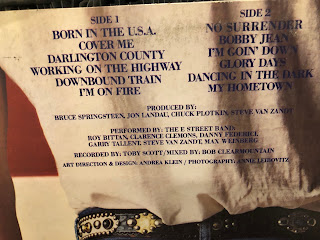 SIDE 1
BORN IN THE U.S.A.
COVER ME
DARLINGTON COUNTY
WORKING ON THE HIGHWAY
DOWNBOUND TRAIN
I'M ON FIRE
SIDE 2
NO SURRENDER
BOBBY JEAN
I'M GOIN' DOWN
GLORY DAYS
DANCING IN THE DARK
MY HOMETOWN
PRODUCED BY:
BRUCE SPRINGSTEEN, JON LANDAU, CHUCK PLOTKIN, STEVE VAN ZANDT
PERFORMED BY: THE E STREET BAND:
ROY BITTAN, CLARENCE CLEMONS, DANNY FEDERICI,
GARRY TALLENT, STEVE VAN ZANDT, MAX WEINBERG
RECORDED BY: TOBY SCOTT/MIXED BY: BOB CLEARMOUNTAIN
ART DIRECTION & DESIGN: ANDREA KLEIN / PHOTOGRAPHY: ANNIE LEIBOVITZ